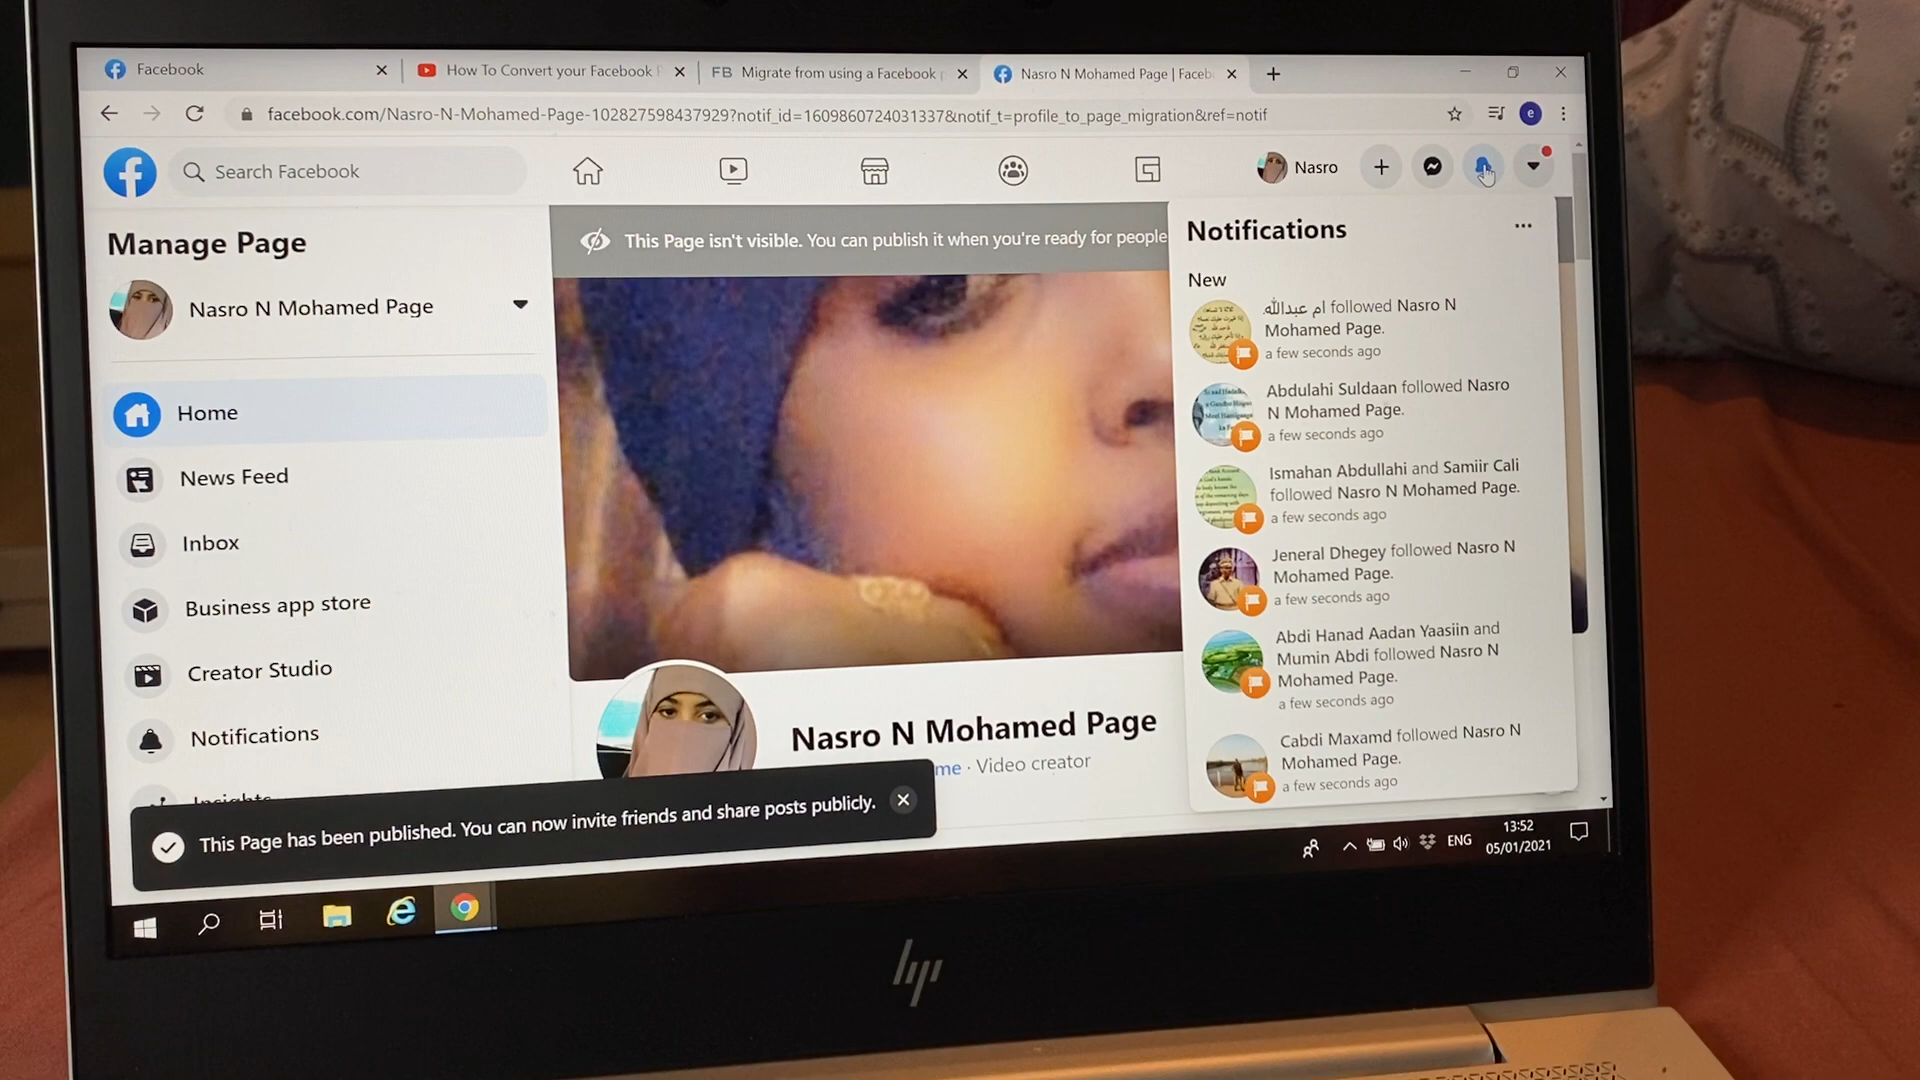 Facebook
How To Convert your Facebook P
FB Migrate from using a Facebook p
Nasro N Mohamed Page | Faceb
facebook.com/Nasro-N-Mohamed-Page-102827598437929?notif_id=1609860724031337&notif_t=profile_to_page_migration&ref=notif
e
Search Facebook
Nasro
Manage Page
Nasro N Mohamed Page
Home
News Feed
Inbox
Business app store
Creator Studio
Notifications
Insights
This Page isn't visible. You can publish it when you're ready for people
Nasro N Mohamed Page
me · Video creator
This Page has been published. You can now invite friends and share posts publicly.
Notifications
New
ام عبدالله followed Nasro N
Mohamed Page.
a few seconds ago
Abdulahi Suldaan followed Nasro
N Mohamed Page.
a few seconds ago
Ismahan Abdullahi and Samiir Cali
followed Nasro N Mohamed Page.
a few seconds ago
Jeneral Dhegey followed Nasro N
Mohamed Page.
a few seconds ago
Abdi Hanad Aadan Yaasiin and
Mumin Abdi followed Nasro N
Mohamed Page.
a few seconds ago
Cabdi Maxamd followed Nasro N
Mohamed Page.
a few seconds ago
ENG
13:52
05/01/2021
hp